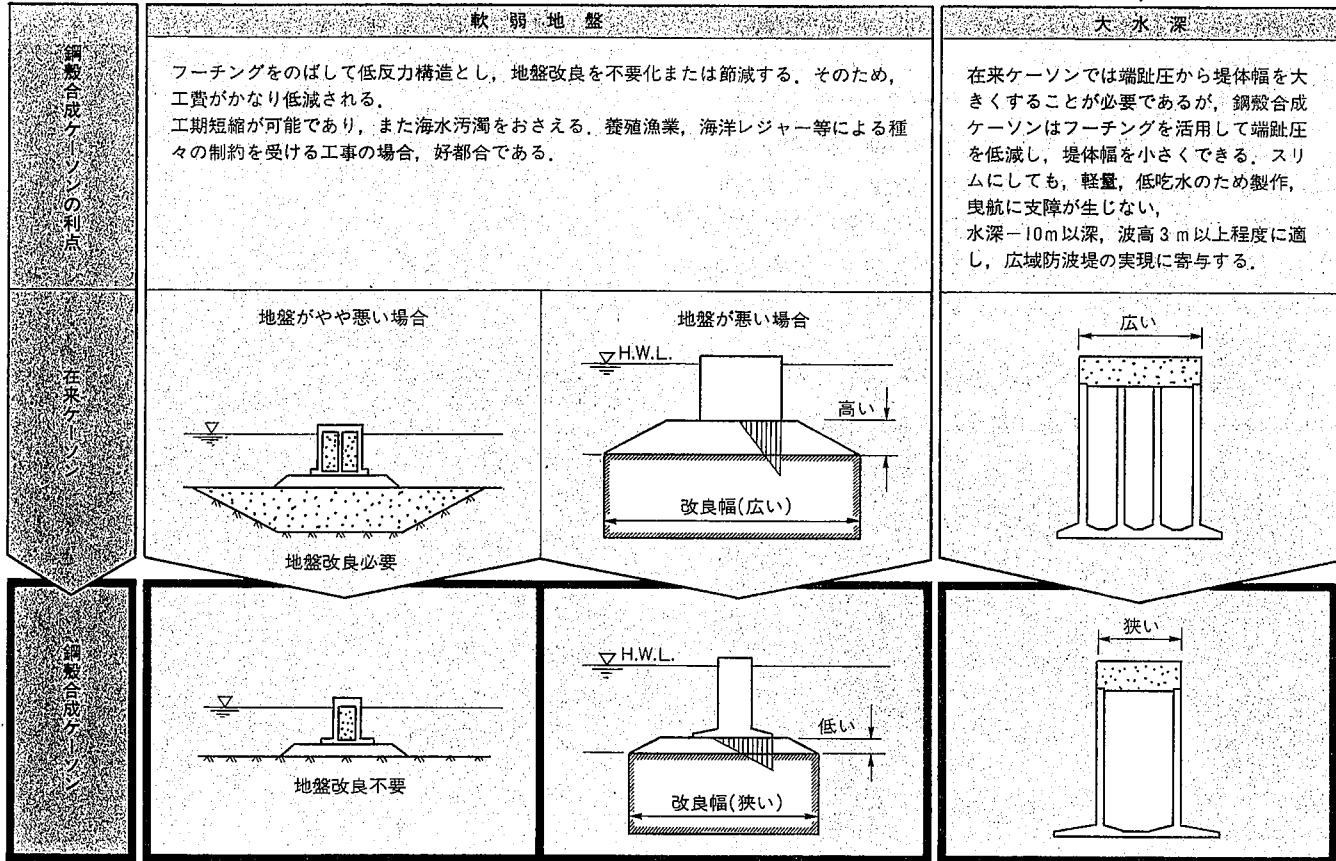 鋼殻合成ケーソンの利点
軟弱地盤
フーチングをのばして低反力構造とし，地盤改良を不要化または節減する．そのため，
工費がかなり低減される．
工期短縮が可能であり，また海水汚濁をおさえる．養殖漁業，海洋レジャー等による種
々の制約を受ける工事の場合，好都合である．
大水深
在来ケーソンでは端趾圧から堤体幅を大
きくすることが必要であるが，鋼殻合成
ケーソンはフーチングを活用して端趾圧
を低減し，堤体幅を小さくできる．スリ
ムにしても，軽量，低吃水のため製作，
曳航に支障が生じない，
水深－10m以深，波高3m以上程度に適
し，広域防波堤の実現に寄与する．
在来ケーソン
地盤がやや悪い場合
地盤改良必要
地盤が悪い場合
H.W.L.
高い
改良幅(広い)
広い
鋼殻合成ケーソン
地盤改良不要
H.W.L.
低い
改良幅(狭い)
狭い